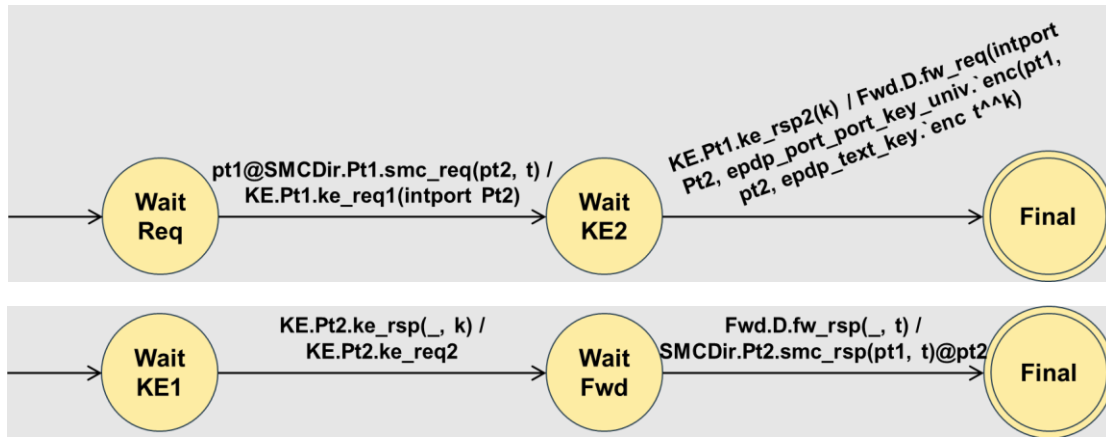 pt1@SMCDir.Pt1.smc_req(pt2, t) /
KE.Pt1.ke_req1(intport Pt2)
KE.Pt1.ke_rsp2(k) / Fwd.D.fw_req(intport
Pt2, epdp_port_port_key_univ.`enc(pt1,
pt2, epdp_text_key.`enc t^^k)
Wait
Req
Wait
KE2
Final
KE.Pt2.ke_rsp(_, k) /
KE.Pt2.ke_req2
Fwd.D.fw_rsp(_, t) /
SMCDir.Pt2.smc_rsp(pt1, t)@pt2
Wait
KE1
Wait
Fwd
Final